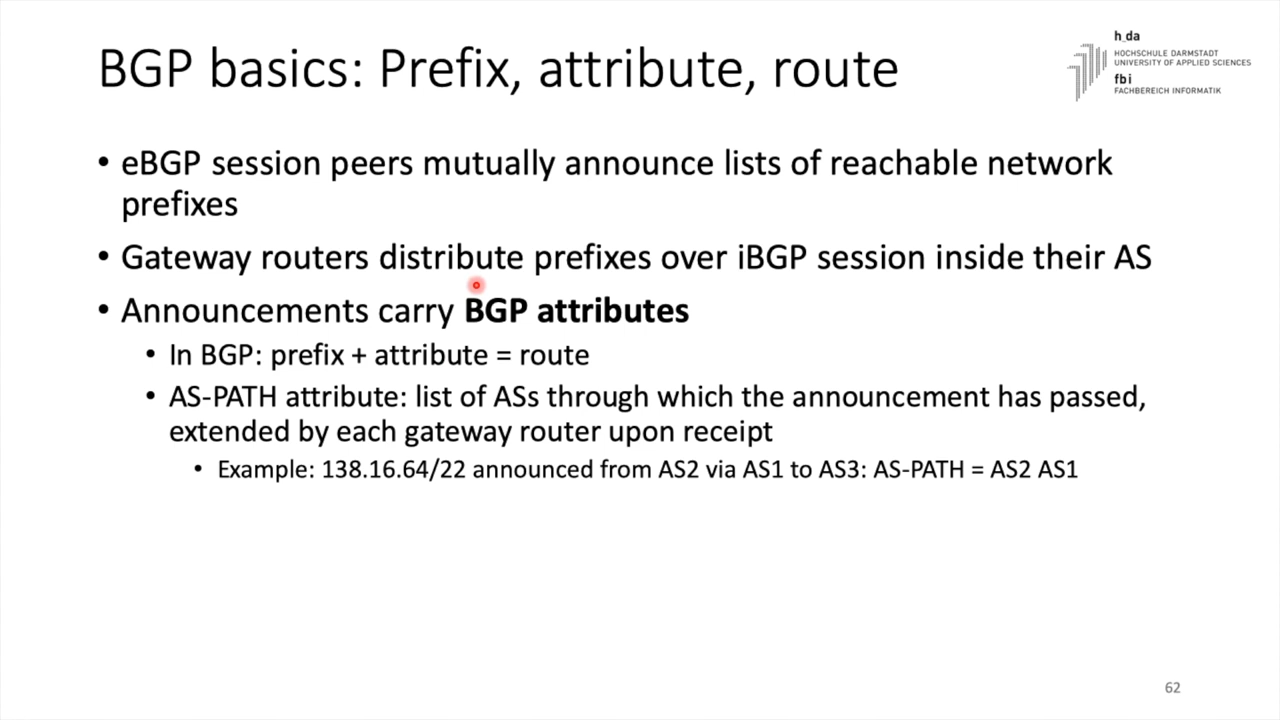 BGP basics: Prefix, attribute, route
h_da
HOCHSCHULE DARMSTADT
UNIVERSITY OF APPLIED SCIENCES
fbi
FACHBEREICH INFORMATIK
• eBGP session peers mutually announce lists of reachable network
prefixes
• Gateway routers distribute prefixes over iBGP session inside their AS
• Announcements carry BGP attributes
• In BGP: prefix + attribute = route
• AS-PATH attribute: list of ASs through which the announcement has passed,
extended by each gateway router upon receipt
• Example: 138.16.64/22 announced from AS2 via AS1 to AS3: AS-PATH = AS2 AS1
62